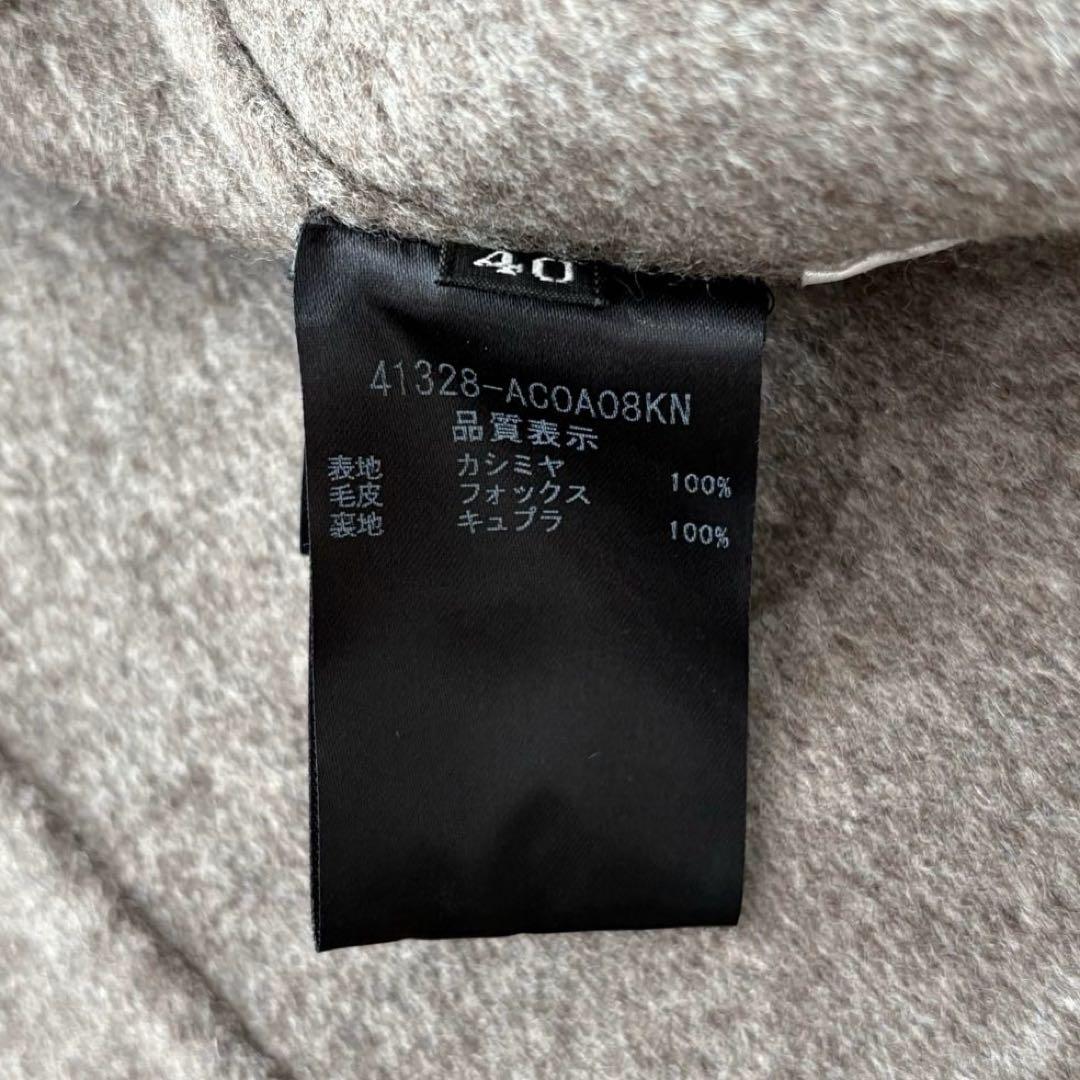 40
41328-ACOA08KN
品質表示
表地 カシミヤ 100%
毛皮 フォックス
裏地 キュプラ 100%